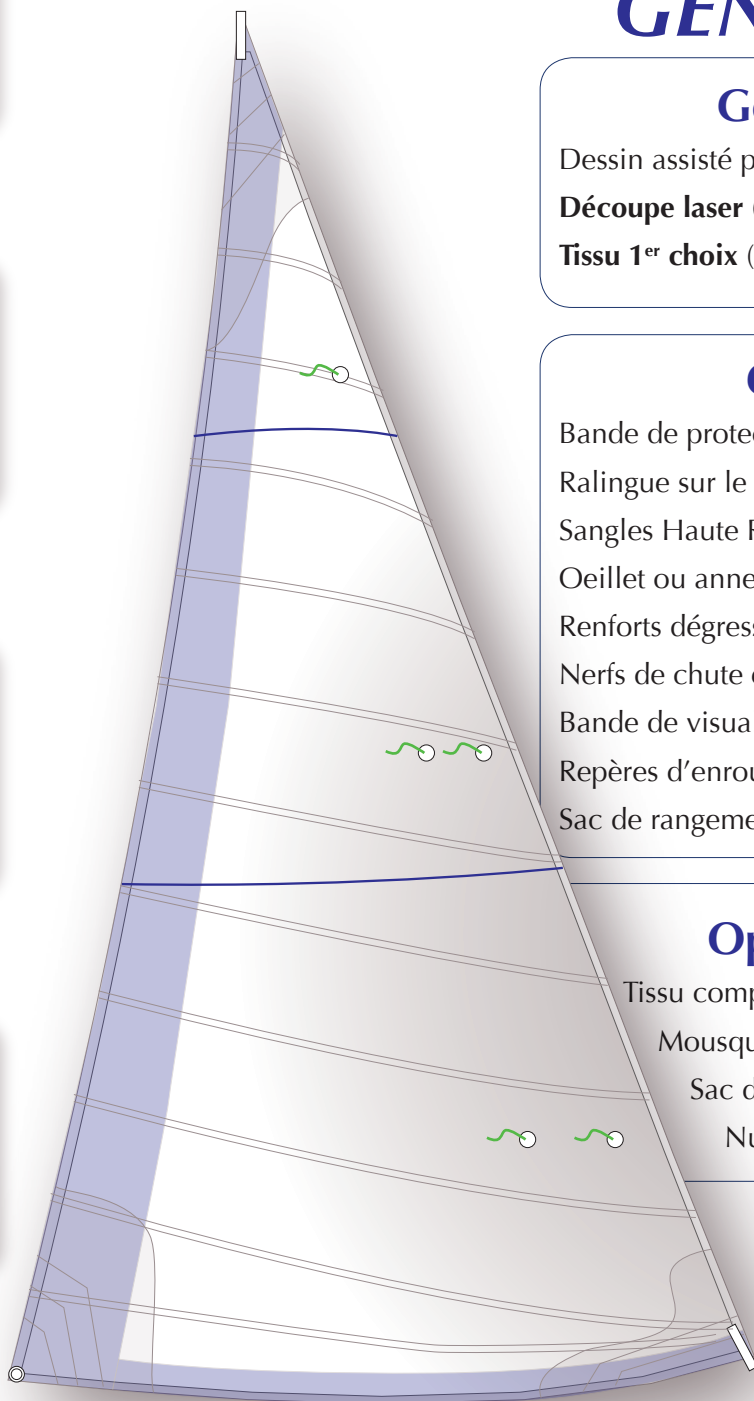 GEN
Dessin assisté p
Découpe laser
Tissu 1er choix (
Bande de protec
Ralingue sur le
Sangles Haute
Oeillet ou anne
Renforts dégress
Nerfs de chute
Bande de visua
Repères d’enrou
Sac de rangeme
Op
Tissu comp
Mousqu
Sac d
Nu